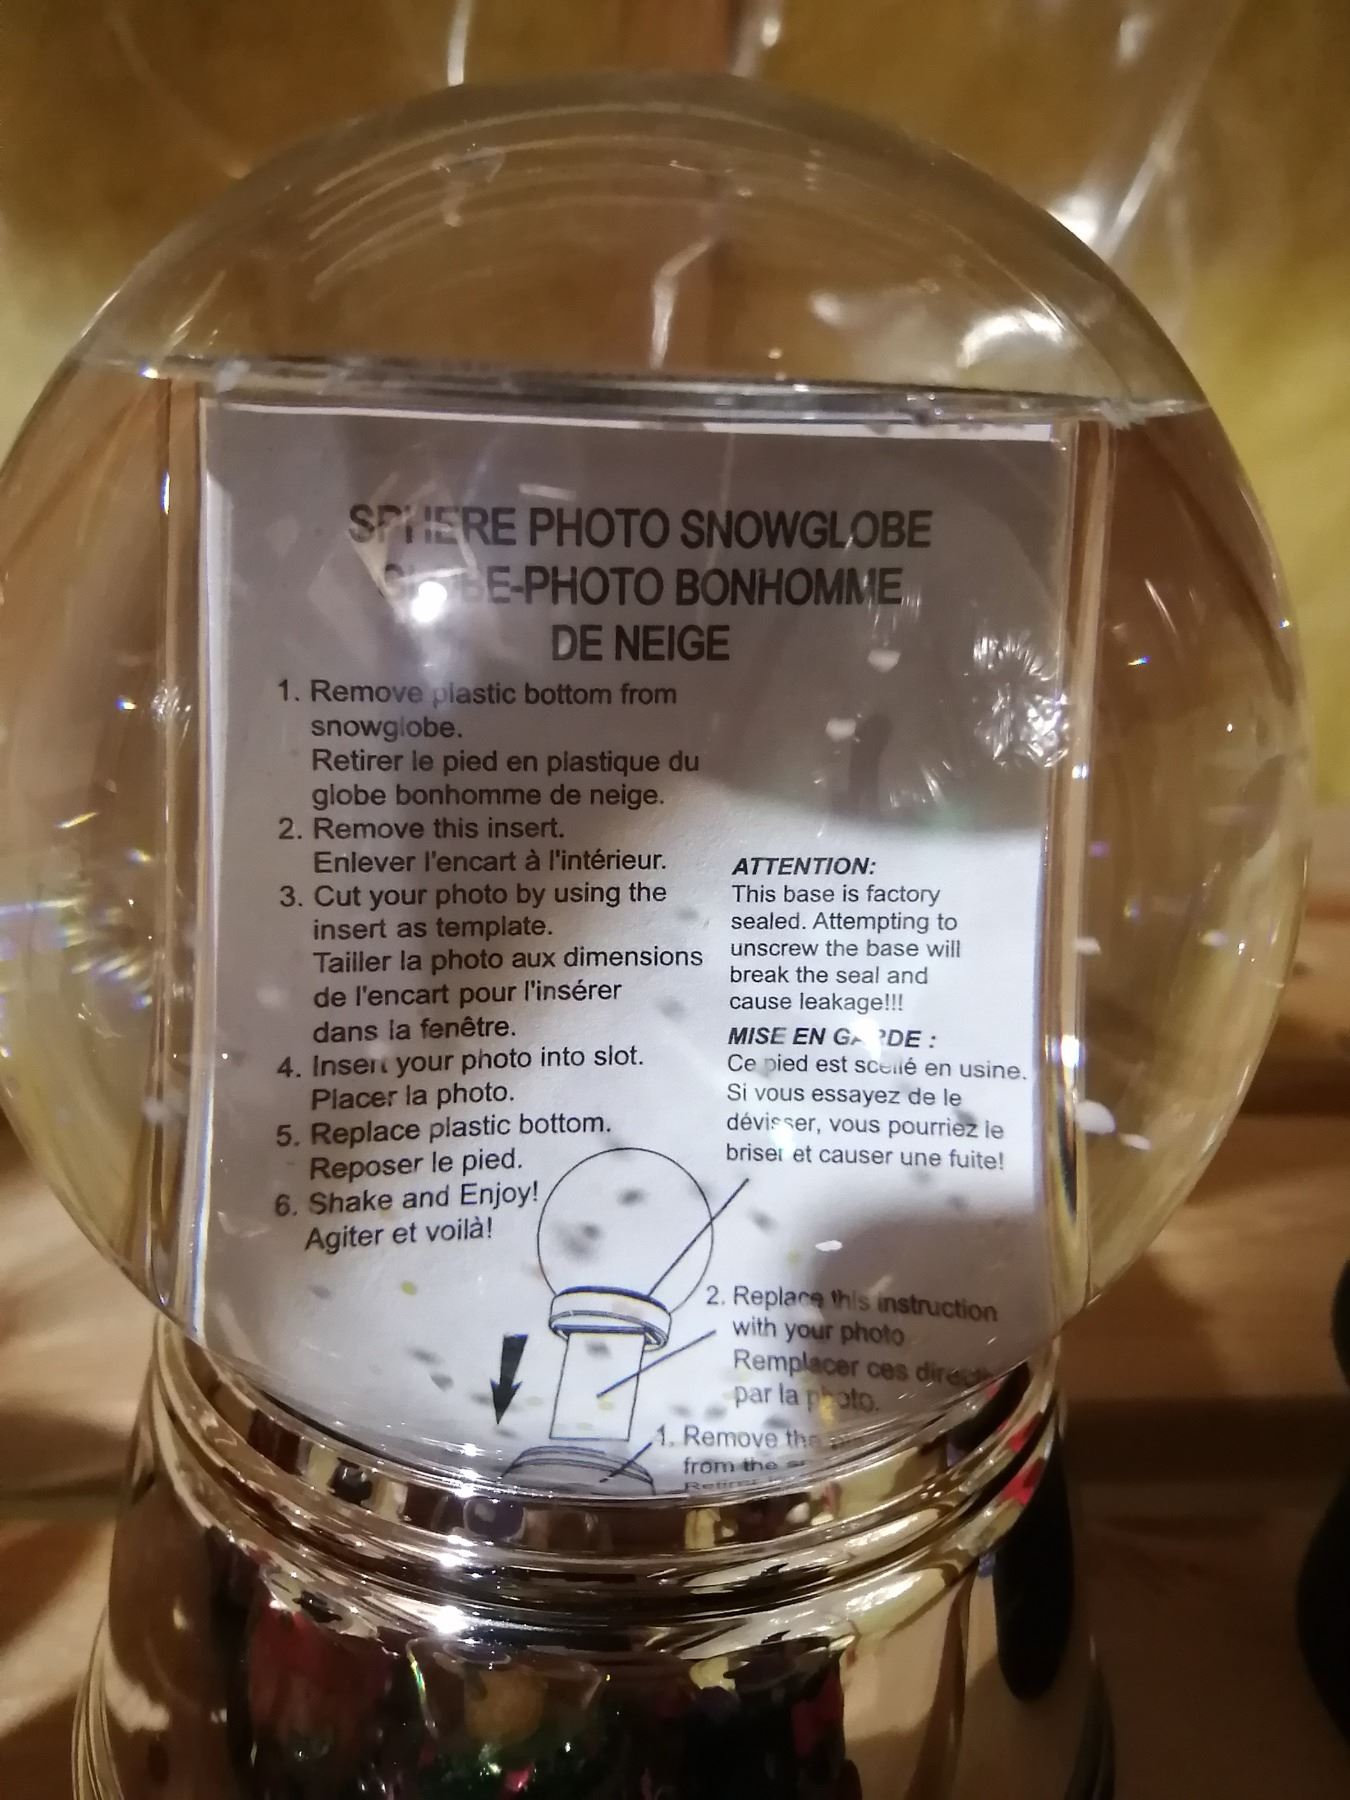 SPHERE PHOTO SNOWGLOBE
GLOBE-PHOTO BONHOMME
DE NEIGE
1. Remove plastic bottom from
snowglobe.
Retirer le pied en plastique du
globe bonhomme de neige.
2. Remove this insert.
Enlever l'encart à l'intérieur.
3. Cut your photo by using the
insert as template.
Tailler la photo aux dimensions
de l'encart pour l'insérer
dans la fenêtre.
4. Insert your photo into slot.
Placer la photo.
5. Replace plastic bottom.
Reposer le pied.
6. Shake and Enjoy!
Agiter et voilà!
ATTENTION:
This base is factory
sealed. Attempting to
unscrew the base will
break the seal and
cause leakage!!!
MISE EN GARDE :
Ce pied est scellé en usine.
Si vous essayez de le
dévisser, vous pourriez le
briser et causer une fuite!
2. Replace this instruction
with your photo
Remplacer ces
par la photo.
1. Remove the
from the